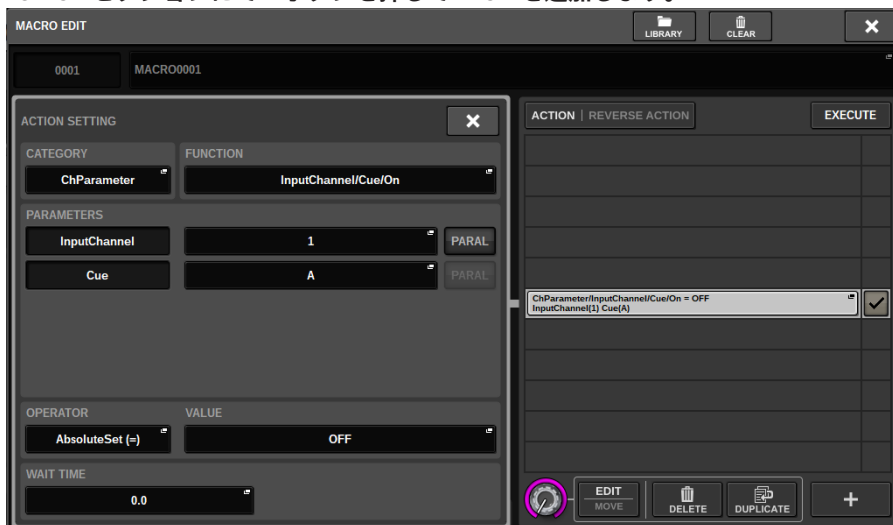 MACRO EDIT
LIBRARY
CLEAR
0001
MACRO0001
ACTION SETTING
CATEGORY
FUNCTION
ChParameter
InputChannel/Cue/On
PARAMETERS
InputChannel
1
PARAL
Cue
A
PARAL
OPERATOR
VALUE
AbsoluteSet (=)
OFF
WAIT TIME
0.0
ACTION | REVERSE ACTION
EXECUTE
ChParameter/InputChannel/Cue/On = OFF
InputChannel(1) Cue(A)
EDIT
MOVE
DELETE
DUPLICATE
+